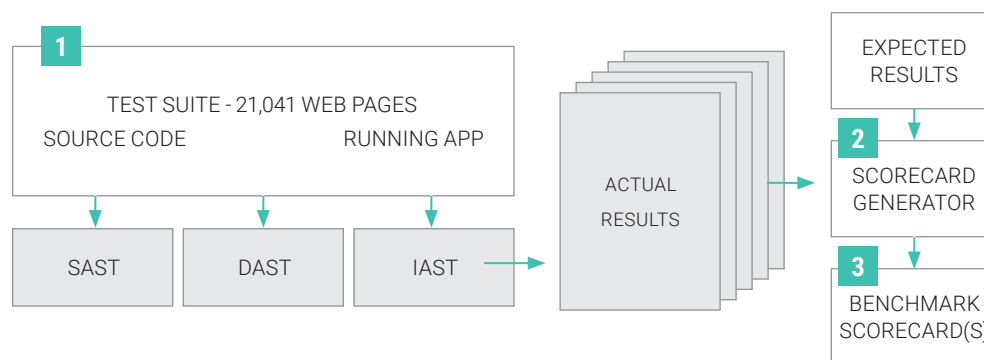 1
TEST SUITE - 21,041 WEB PAGES
SOURCE CODE
RUNNING APP
SAST
DAST
IAST
ACTUAL
RESULTS
EXPECTED
RESULTS
2
SCORECARD
GENERATOR
3
BENCHMARK
SCORECARD(S)